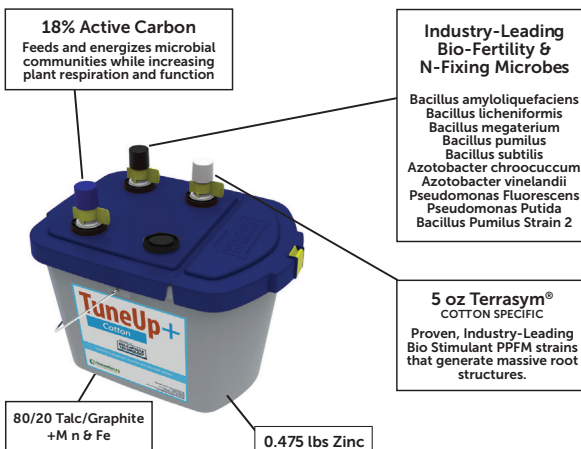 18% Active Carbon
Feeds and energizes microbial
communities while increasing
plant respiration and function
Industry-Leading
Bio-Fertility &
N-Fixing Microbes
Bacillus amyloliquefaciens
Bacillus licheniformis
Bacillus megaterium
Bacillus pumilus
Bacillus subtilis
Azotobacter chroocuccum
Azotobacter vinelandii
Pseudomonas Fluorescens
Pseudomonas Putida
Bacillus Pumilus Strain 2
5 oz Terrasym®
COTTON SPECIFIC
Proven, Industry-Leading
Bio Stimulant PPFM strains
that generate massive root
structures.
TuneUp+
Cotton
80/20 Talc/Graphite
+M n & Fe
0.475 lbs Zinc